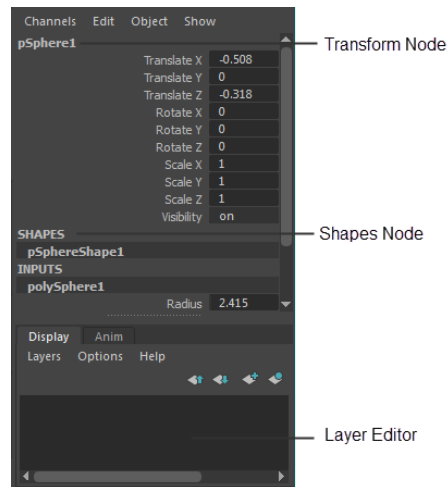 Channels Edit Object Show
pSphere1
Transform Node
Translate X -0.508
Translate Y 0
Translate Z -0.318
Rotate X 0
Rotate Y 0
Rotate Z 0
Scale X 1
Scale Y 1
Scale Z 1
Visibility on
SHAPES
Shapes Node
pSphereShape1
INPUTS
polySphere1
Radius 2.415
Display Anim
Layers Options Help
Layer Editor